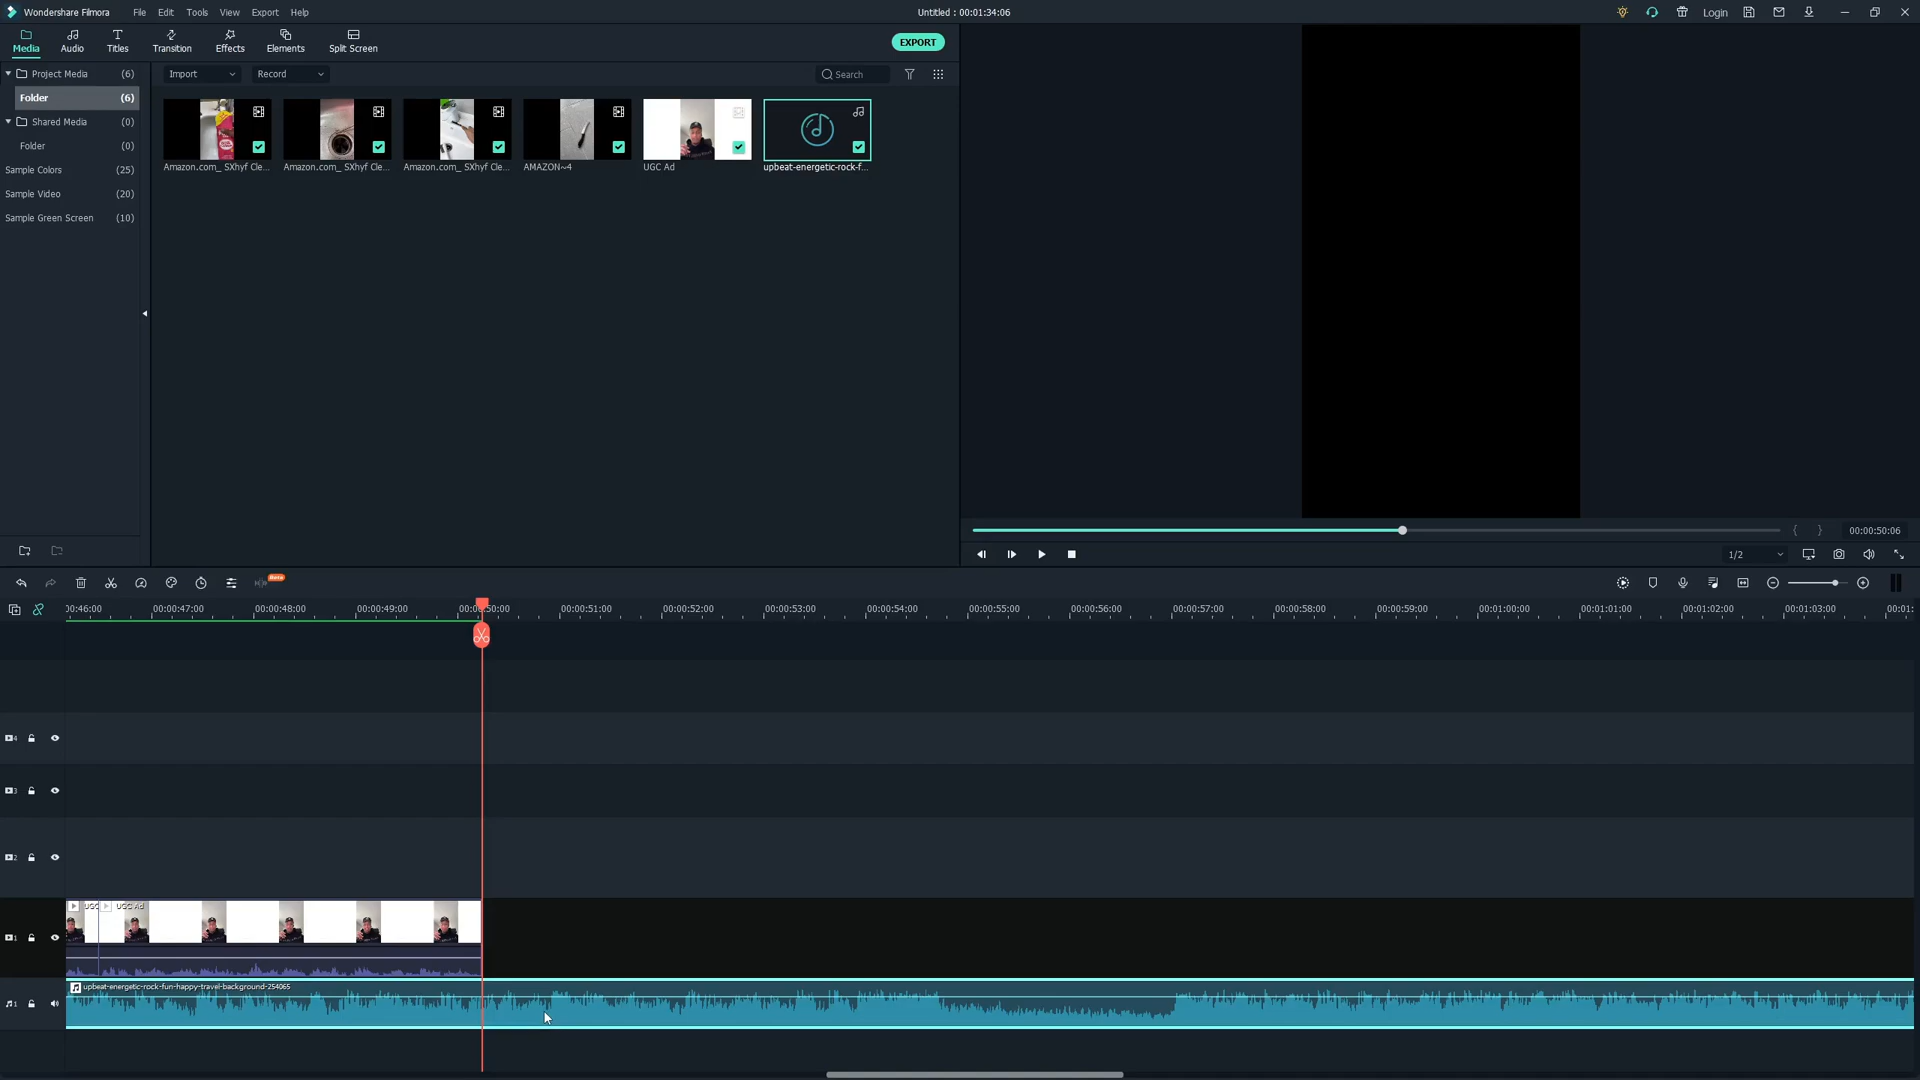 Wondershare Filmora File Edit Tools View Export Help Untitled : 00:01:34:06 Login
Media Audio Titles Transition Effects Elements Split Screen EXPORT
Project Media (6) Import Record Search
Folder (6)
Shared Media (0)
Folder (0)
Sample Colors (25)
Sample Video (20)
Sample Green Screen (10)
Amazon.com_ SXhyf Cle... Amazon.com_ SXhyf Cle... Amazon.com_ SXhyf Cle... AMAZON~4 UGC Ad upbeat-energetic-rock-f...
00:00:50:06
1/2
Beta
00:46:00 00:00:47:00 00:00:48:00 00:00:49:00 00:00:50:00 00:00:51:00 00:00:52:00 00:00:53:00 00:00:54:00 00:00:55:00 00:00:56:00 00:00:57:00 00:00:58:00 00:00:59:00 00:01:00:00 00:01:01:00 00:01:02:00 00:01:03:00 00:01:
4
3
2
UGC UGC Ad
1
upbeat-energetic-rock-fun-happy-travel-background-254065
1